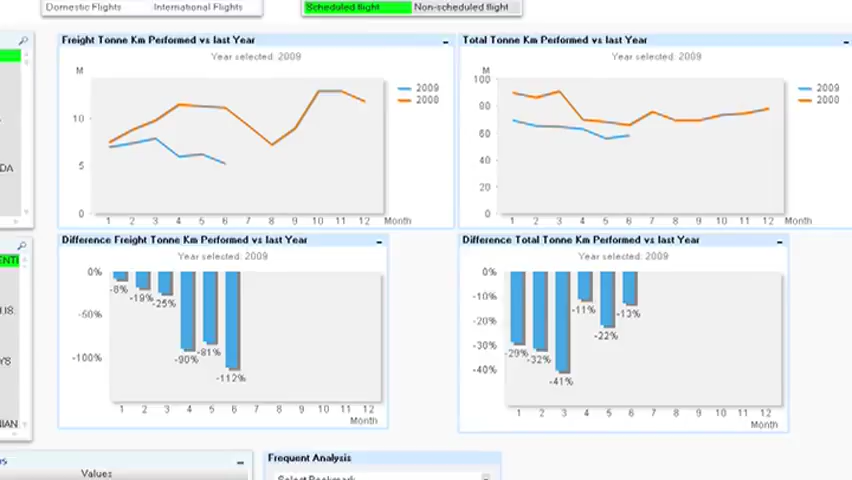 Domestic Flights International Flights Scheduled flight Non-scheduled flight
Freight Tonne Km Performed vs last Year
Year selected: 2009
M
10
5
0
1 2 3 4 5 6 7 8 9 10 11 12 Month
2009
2008
Total Tonne Km Performed vs last Year
Year selected: 2009
M
100
80
60
40
20
0
1 2 3 4 5 6 7 8 9 10 11 12 Month
2009
2008
DA
Difference Freight Tonne Km Performed vs last Year
Year selected: 2009
0%
-50%
-100%
-8% -19% -25% -90% -81% -112%
1 2 3 4 5 6 7 8 9 10 11 12
Month
Difference Total Tonne Km Performed vs last Year
Year selected: 2009
0%
-10%
-20%
-30%
-40%
-29% -32% -41% -11% -22% -13%
1 2 3 4 5 6 7 8 9 10 11 12
Month
ENTI
Y'S
NIAN
Values
Frequent Analysis
Select Bookmark